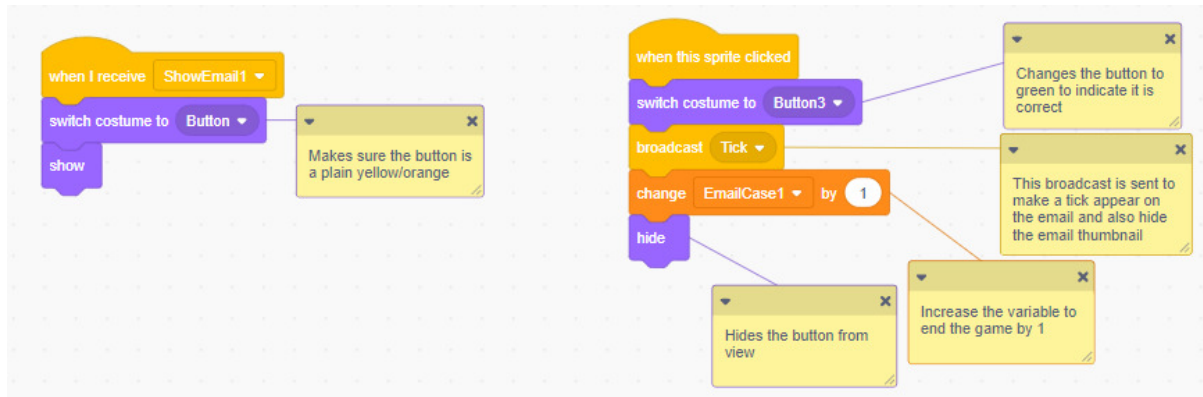 when I receive ShowEmail1
switch costume to Button
show
Makes sure the button is
a plain yellow/orange
when this sprite clicked
switch costume to Button3
broadcast Tick
change EmailCase1 by 1
hide
Changes the button to
green to indicate it is
correct
This broadcast is sent to
make a tick appear on
the email and also hide
the email thumbnail
Increase the variable to
end the game by 1
Hides the button from
view